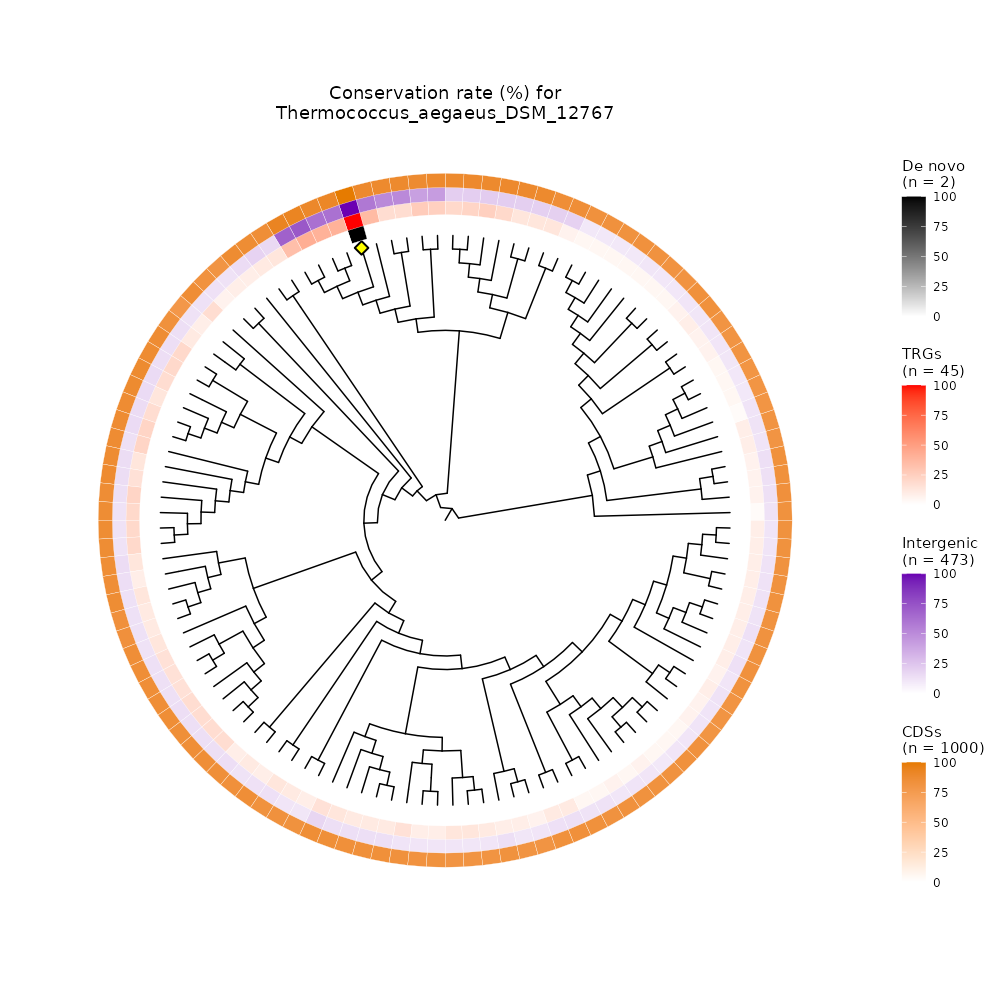 Conservation rate (%) for
Thermococcus_aegaeus_DSM_12767
De novo
(n = 2)
100
75
50
25
0
TRGs
(n = 45)
100
75
50
25
0
Intergenic
(n = 473)
100
75
50
25
0
CDSs
(n = 1000)
100
75
50
25
0